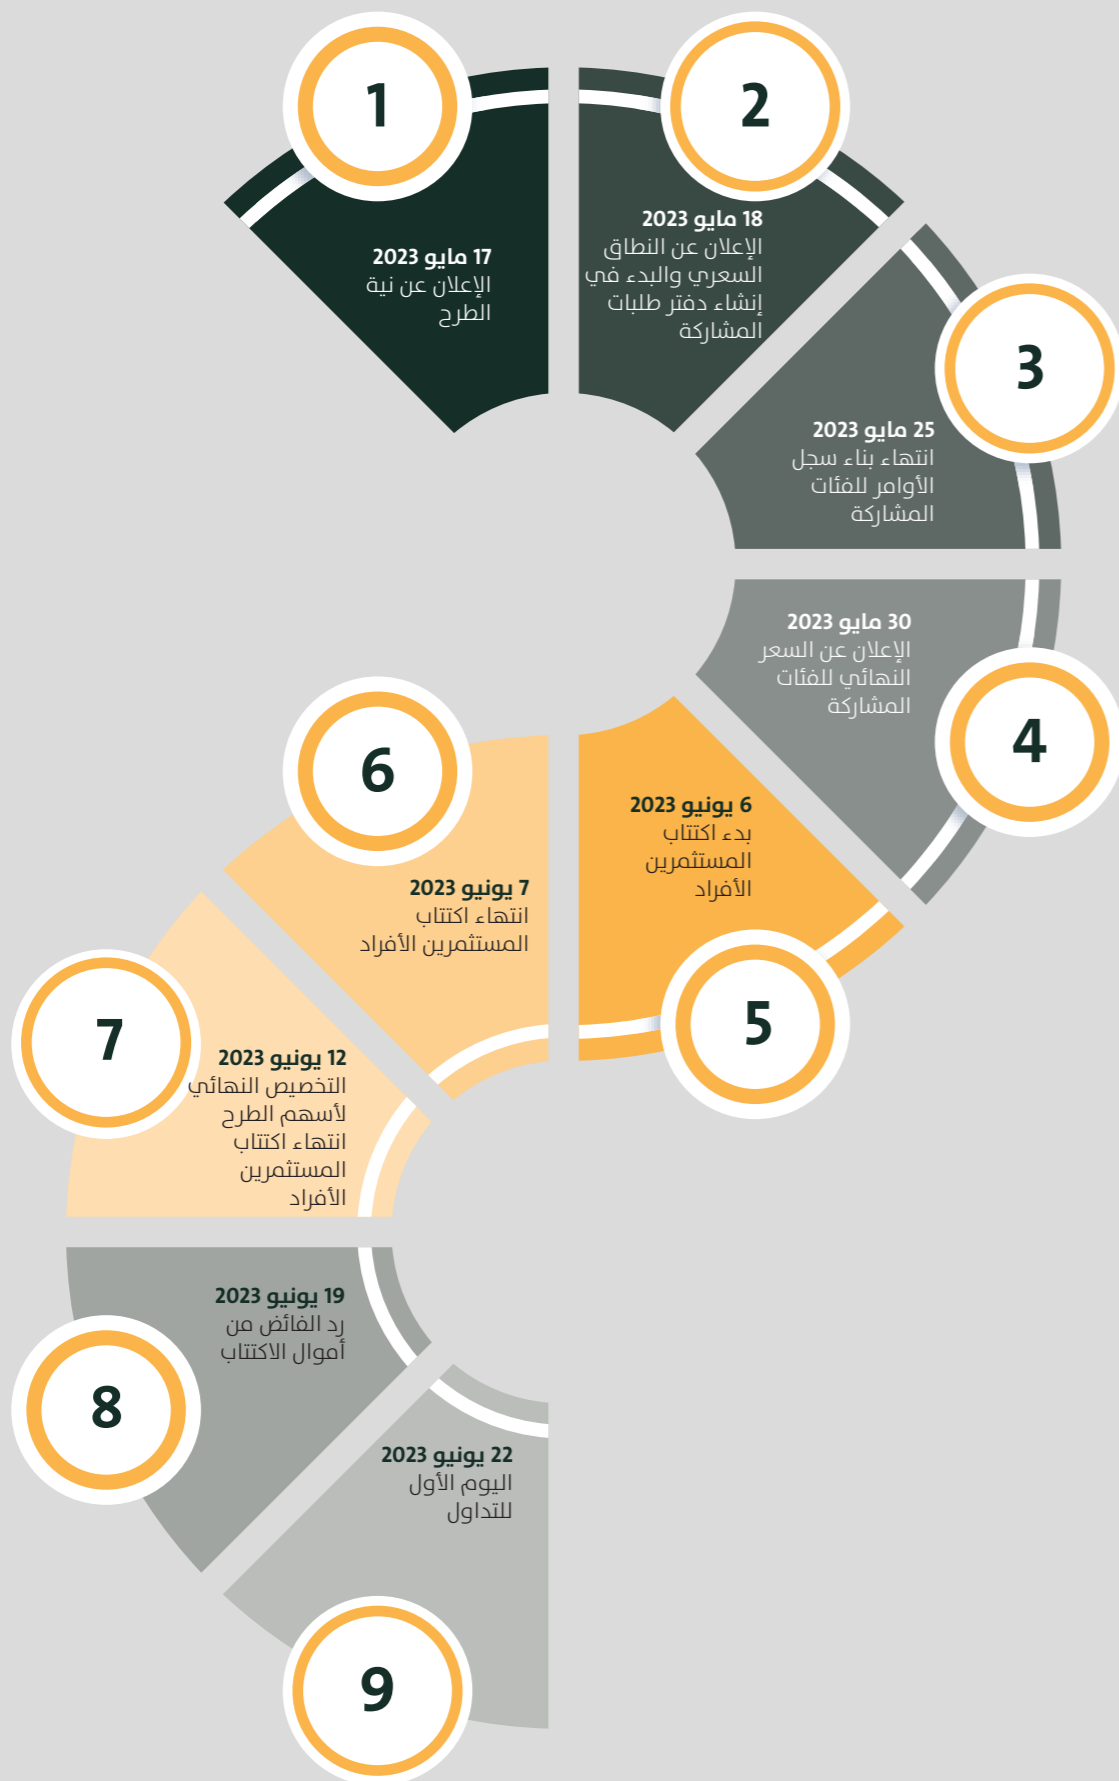 1
17 مايو 2023
الإعلان عن نية
الطرح
2
18 مايو 2023
الإعلان عن النطاق
السعري والبدء في
إنشاء دفتر طلبات
المشاركة
3
25 مايو 2023
انتهاء بناء سجل
الأوامر للفئات
المشاركة
4
30 مايو 2023
الإعلان عن السعر
النهائي للفئات
المشاركة
5
6 يونيو 2023
بدء اكتتاب
المستثمرين
الأفراد
6
7 يونيو 2023
انتهاء اكتتاب
المستثمرين الأفراد
7
12 يونيو 2023
التخصيص النهائي
لأسهم الطرح
انتهاء اكتتاب
المستثمرين
الأفراد
8
19 يونيو 2023
رد الفائض من
أموال الاكتتاب
9
22 يونيو 2023
اليوم الأول
للتداول